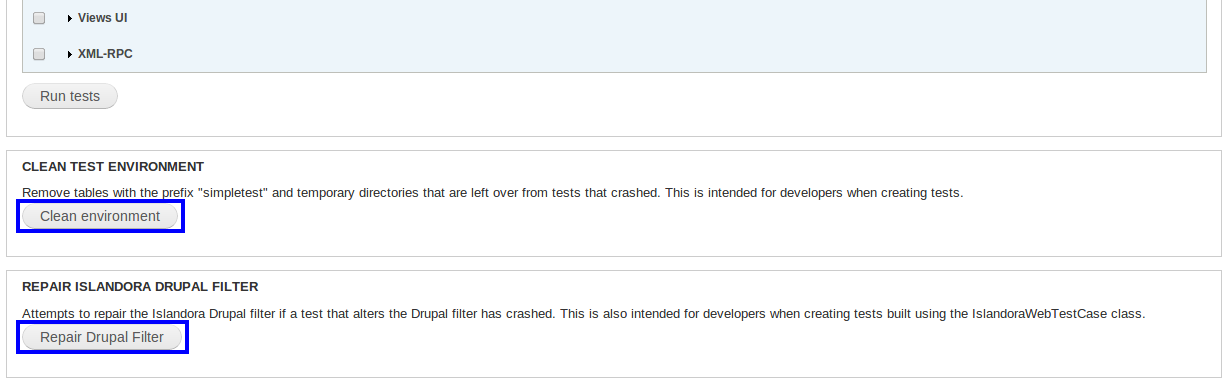 Views UI
XML-RPC
Run tests
CLEAN TEST ENVIRONMENT
Remove tables with the prefix "simpletest" and temporary directories that are left over from tests that crashed. This is intended for developers when creating tests.
Clean environment
REPAIR ISLANDORA DRUPAL FILTER
Attempts to repair the Islandora Drupal filter if a test that alters the Drupal filter has crashed. This is also intended for developers when creating tests built using the IslandoraWebTestCase class.
Repair Drupal Filter